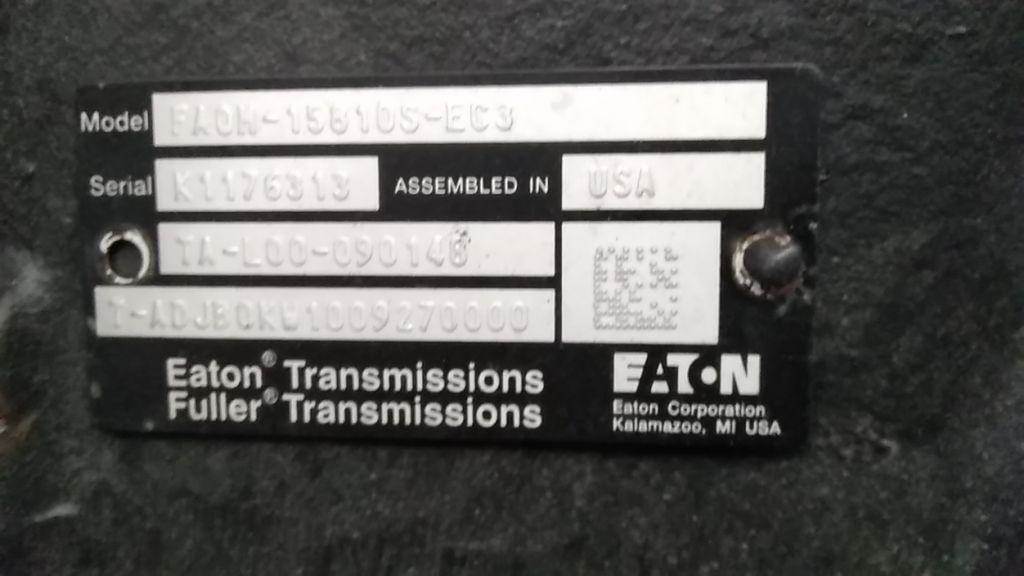 Model FAOM-15810S-EC3
Serial K1176313 ASSEMBLED IN USA
TA-L00-090148
T-ADJB0KW1009270000
Eaton® Transmissions
Fuller® Transmissions
EATON
Eaton Corporation
Kalamazoo, MI USA